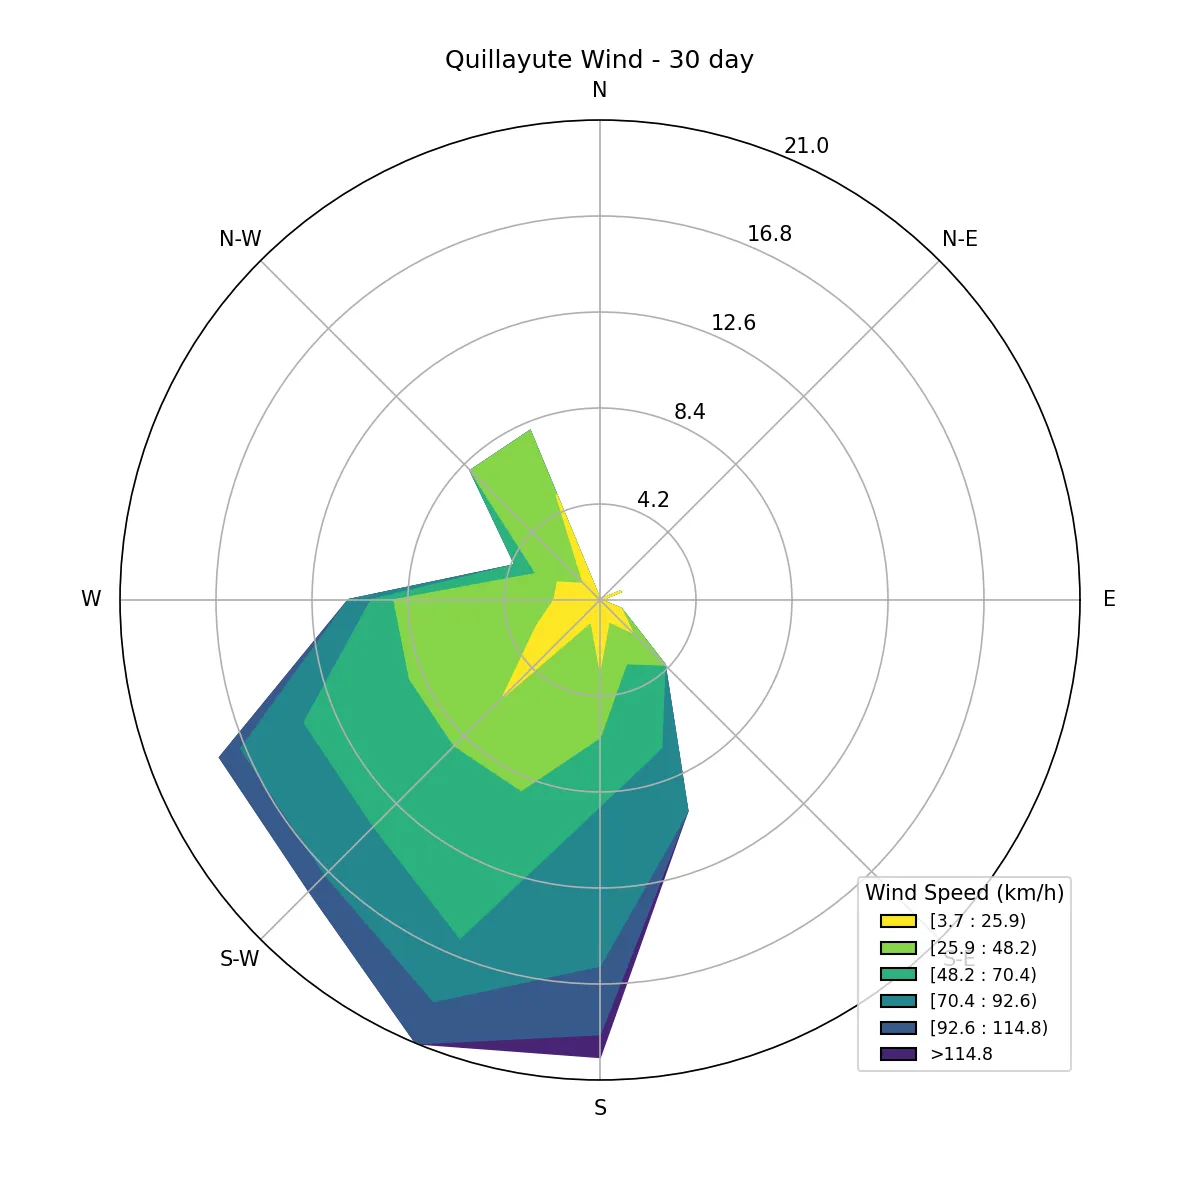 Quillayute Wind - 30 day
N
21.0
N-W
16.8
N-E
12.6
8.4
4.2
W
E
Wind Speed (km/h)
[3.7 : 25.9)
[25.9 : 48.2)
S-W
S-E
[48.2 : 70.4)
[70.4 : 92.6)
[92.6 : 114.8)
>114.8
S